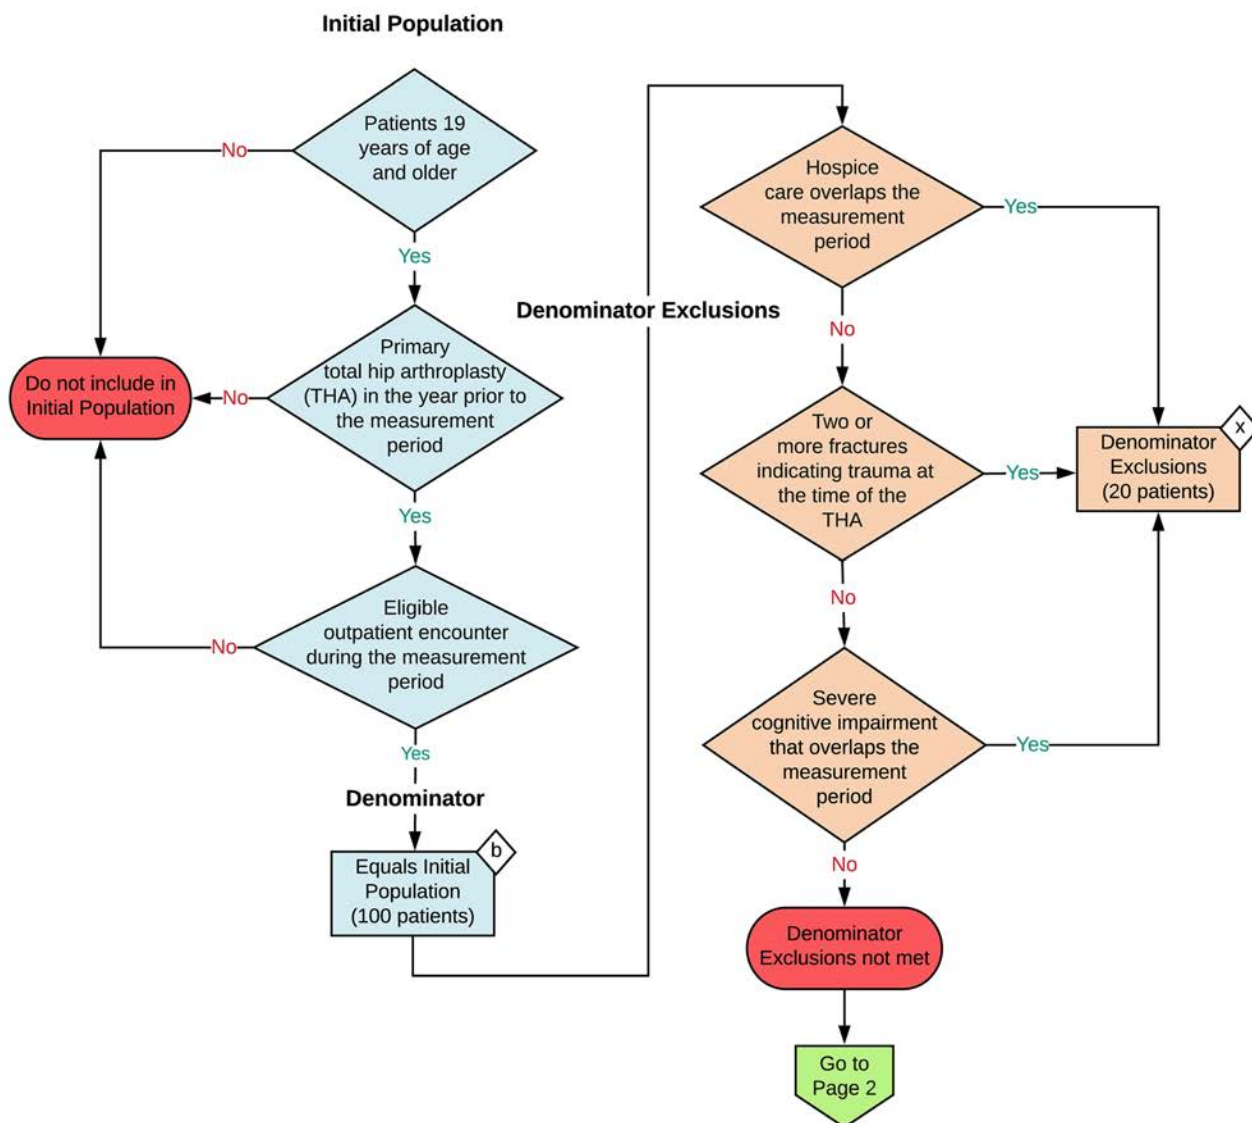 Initial Population
Patients 19
years of age
and older
No
Yes
Primary
total hip arthroplasty
(THA) in the year prior to
the measurement
period
No
Do not include in
Initial Population
Yes
Eligible
outpatient encounter
during the measurement
period
No
Yes
Denominator
b
Equals Initial
Population
(100 patients)
Denominator Exclusions
Hospice
care overlaps the
measurement
period
Yes
No
Two or
more fractures
indicating trauma at
the time of the
THA
Yes
x
Denominator
Exclusions
(20 patients)
No
Severe
cognitive impairment
that overlaps the
measurement
period
Yes
No
Denominator
Exclusions not met
Go to
Page 2